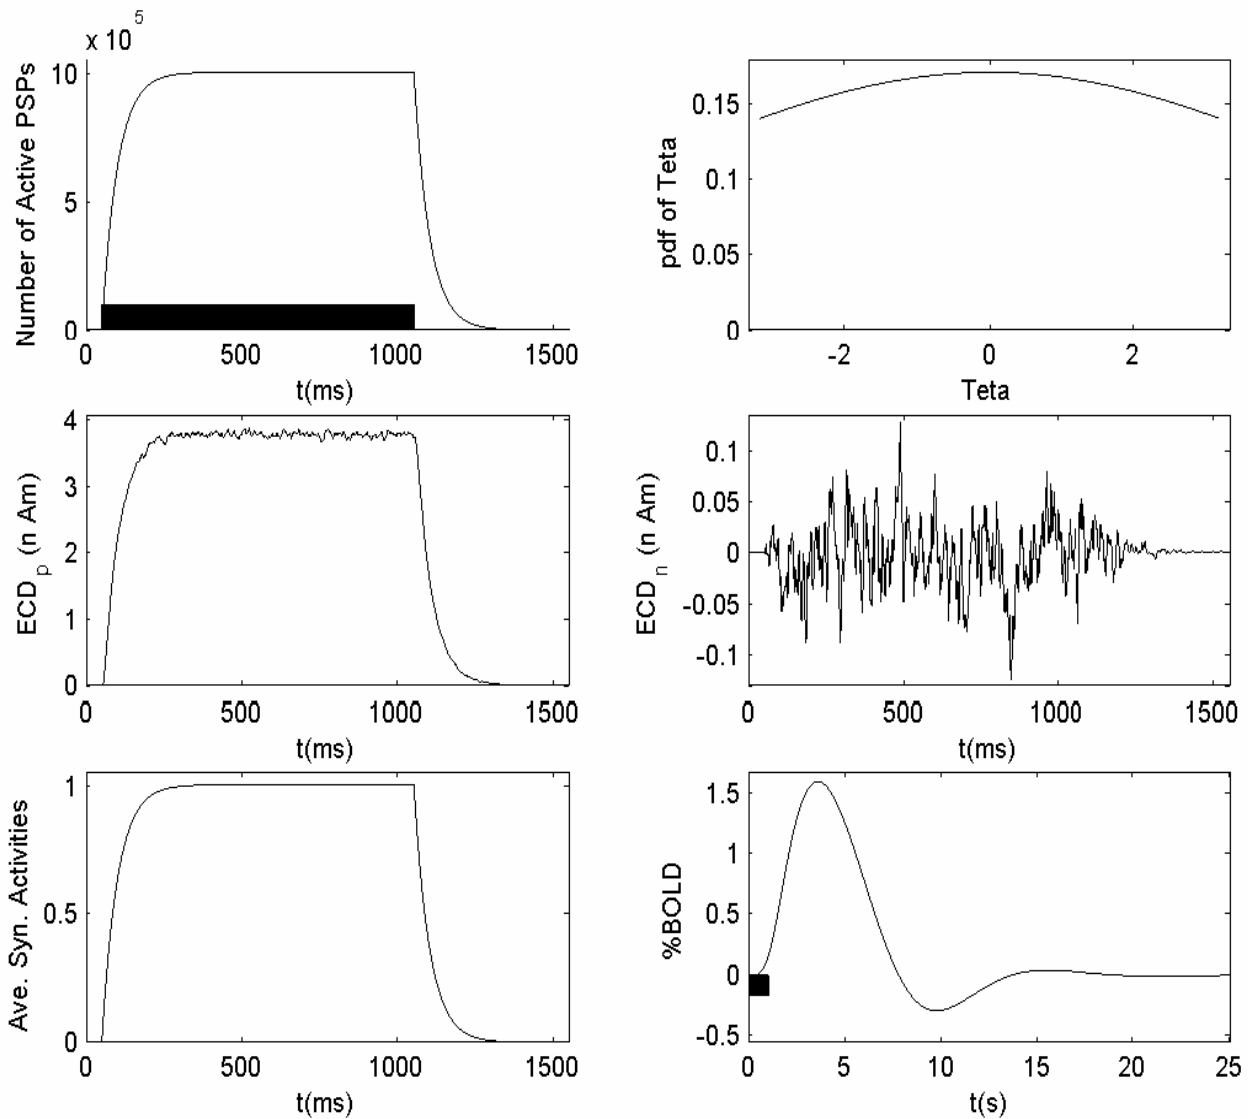 x 10^5
10
5
0
Number of Active PSPs
0 500 1000 1500
t(ms)
0.15
0.1
0.05
0
pdf of Teta
-2 0 2
Teta
4
3
2
1
0
ECD_p (n Am)
0 500 1000 1500
t(ms)
0.1
0.05
0
-0.05
-0.1
ECD_n (n Am)
0 500 1000 1500
t(ms)
1
0.5
0
Ave. Syn. Activities
0 500 1000 1500
t(ms)
1.5
1
0.5
0
-0.5
%BOLD
0 5 10 15 20 25
t(s)